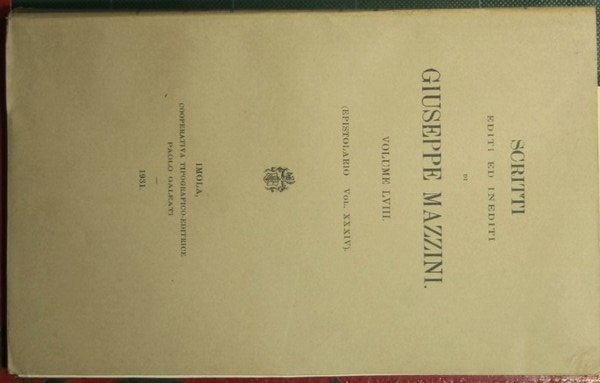 SCRITTI
EDITI ED INEDITI
DI
GIUSEPPE MAZZINI.
VOLUME LVIII
(EPISTOLARIO VOL. XXXIV).
IMOLA,
COOPERATIVA TIPOGRAFICO-EDITRICE
PAOLO GALEATI
1931.